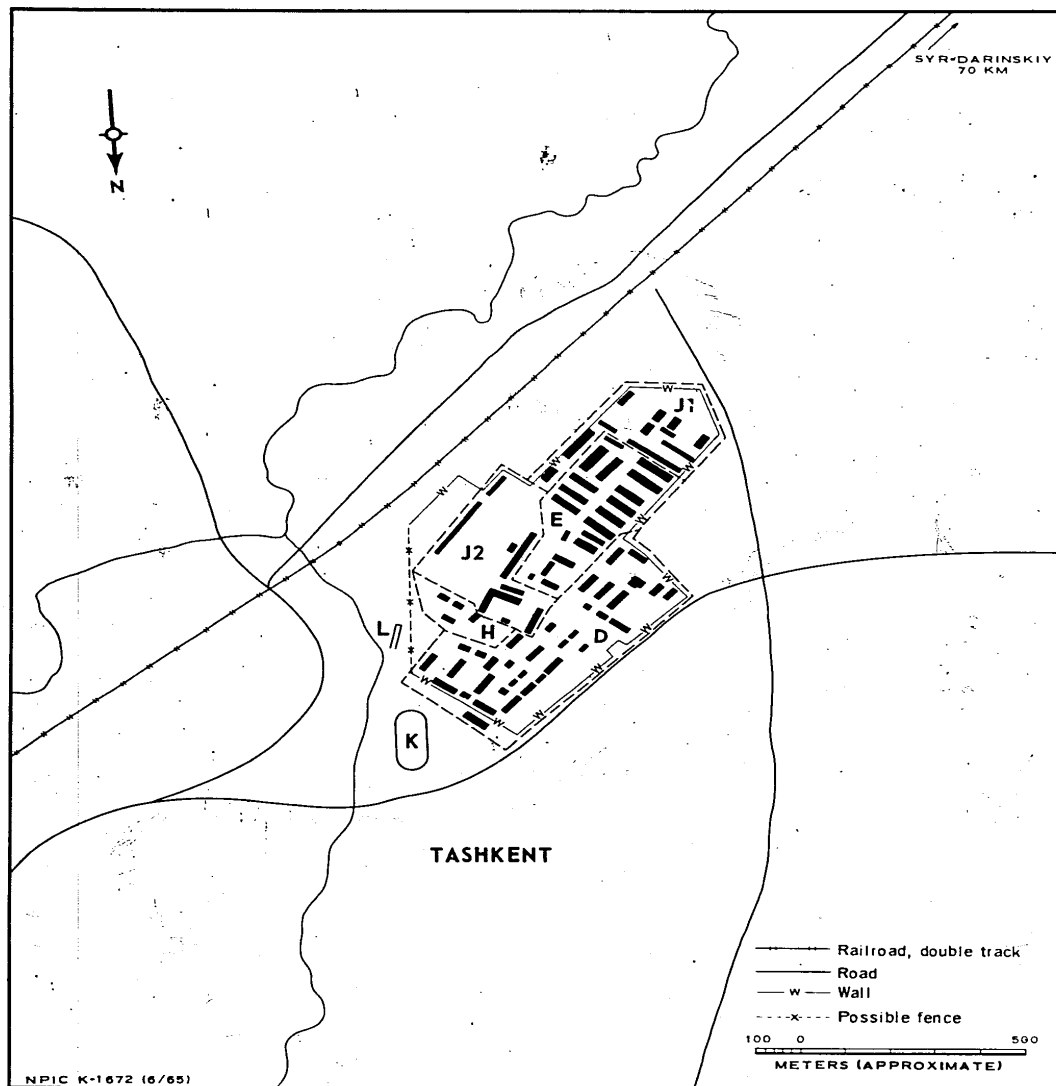 SYR-DARINSKIY
70 KM
N
J1
E
J2
L
H
D
K
TASHKENT
Railroad, double track
Road
W Wall
x Possible fence
100 0 500
METERS (APPROXIMATE)
NPIC K-1672 (6/65)
W
W
W
W
W
W
W
W
W